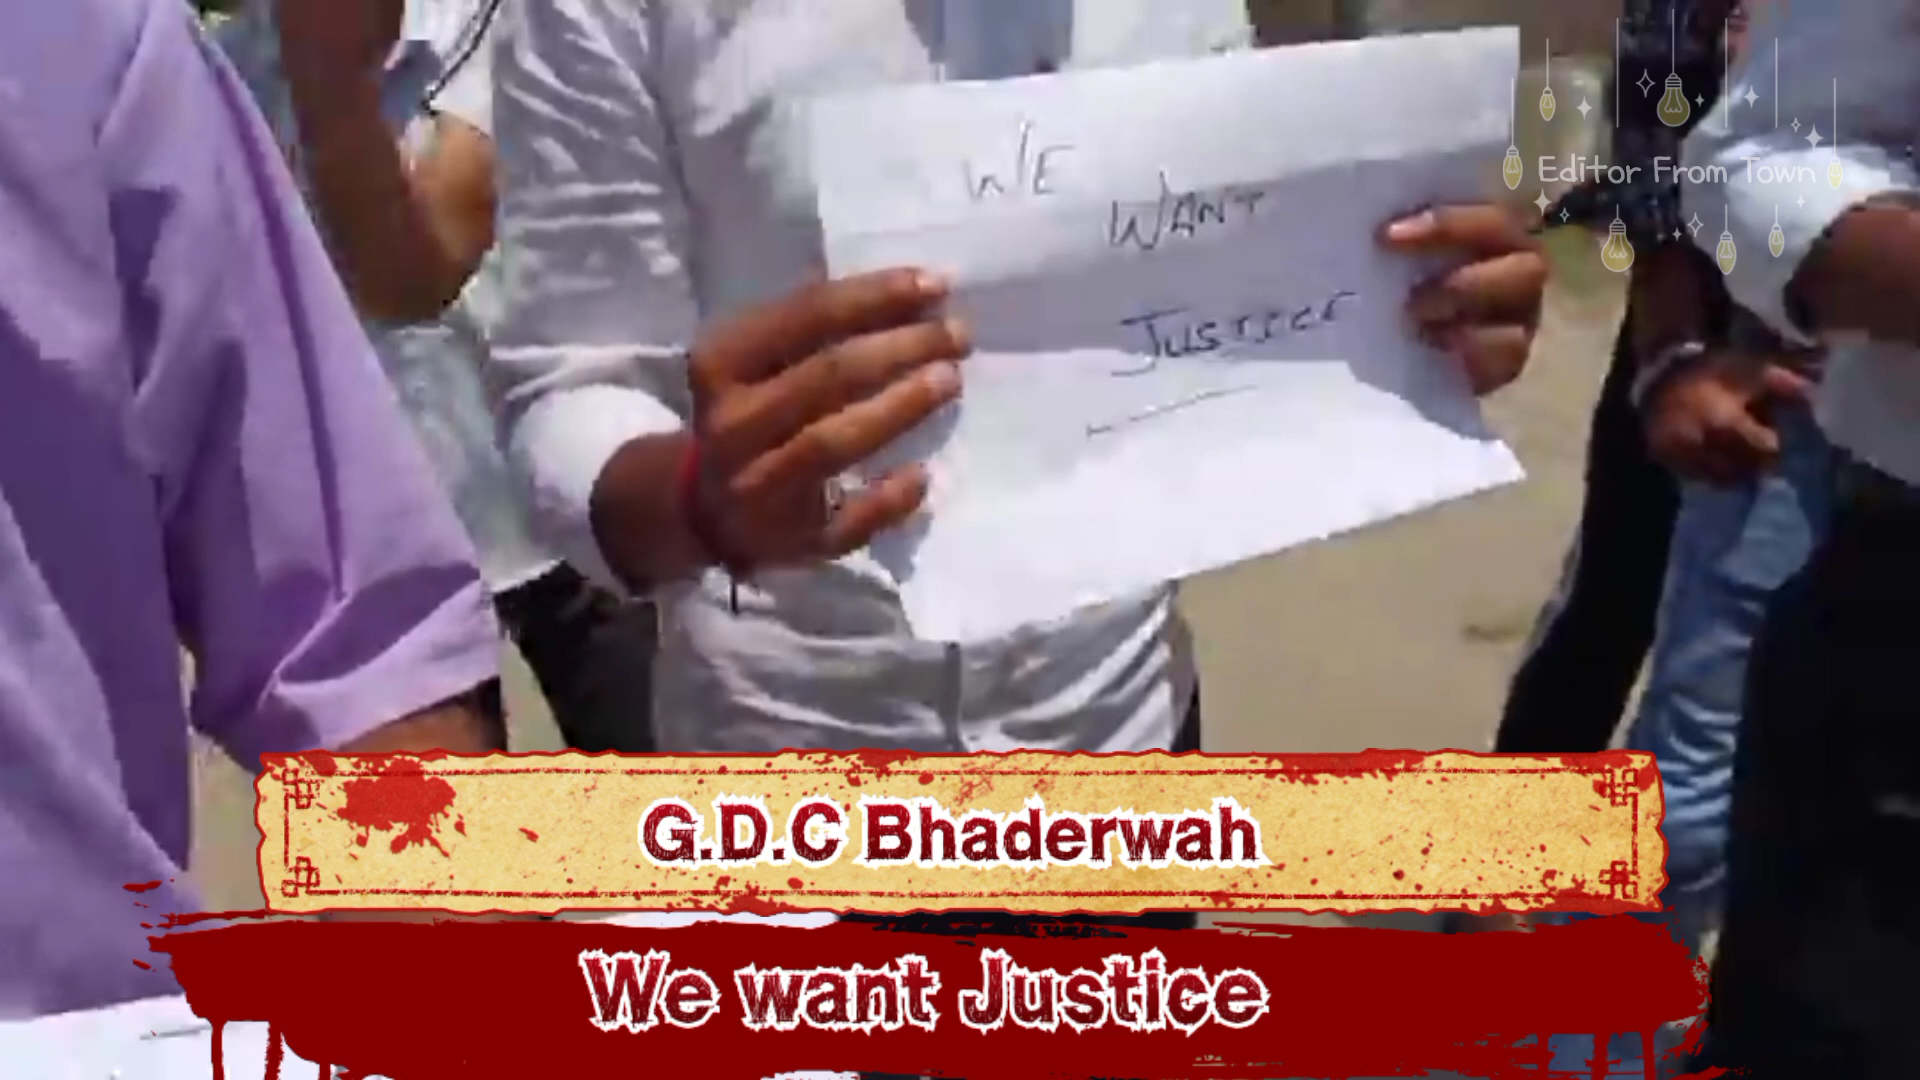 Editor From Town
WE
WANT
JUSTICE
G.D.C Bhaderwah
We want Justice